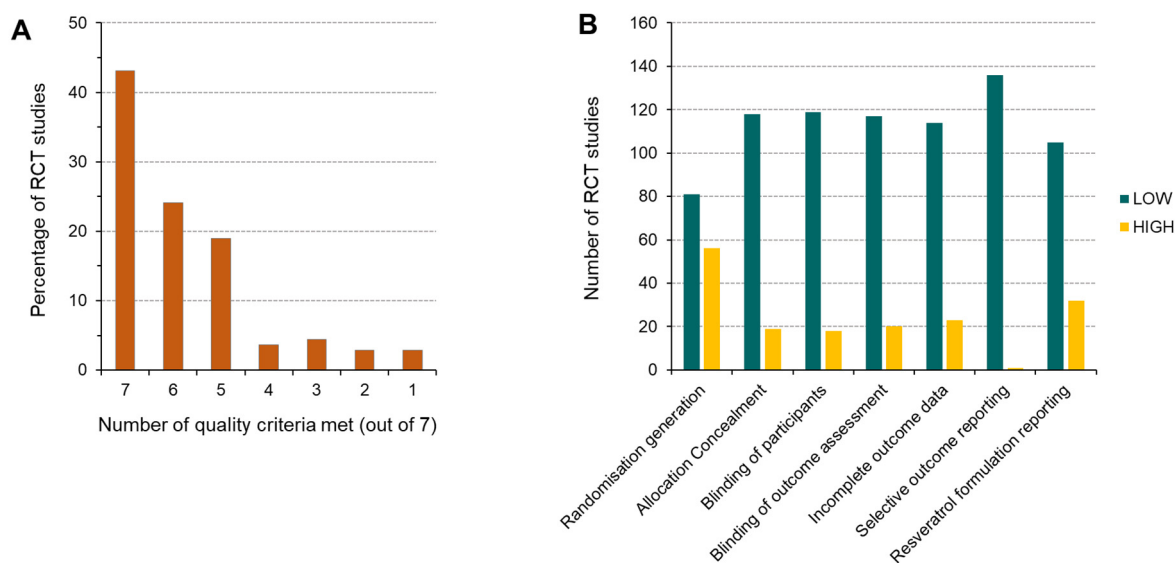 A
Percentage of RCT studies
50
40
30
20
10
0
7 6 5 4 3 2 1
Number of quality criteria met (out of 7)
B
Number of RCT studies
160
140
120
100
80
60
40
20
0
Randomisation generation
Allocation Concealment
Blinding of participants
Blinding of outcome assessment
Incomplete outcome data
Selective outcome reporting
Resveratrol formulation reporting
LOW
HIGH